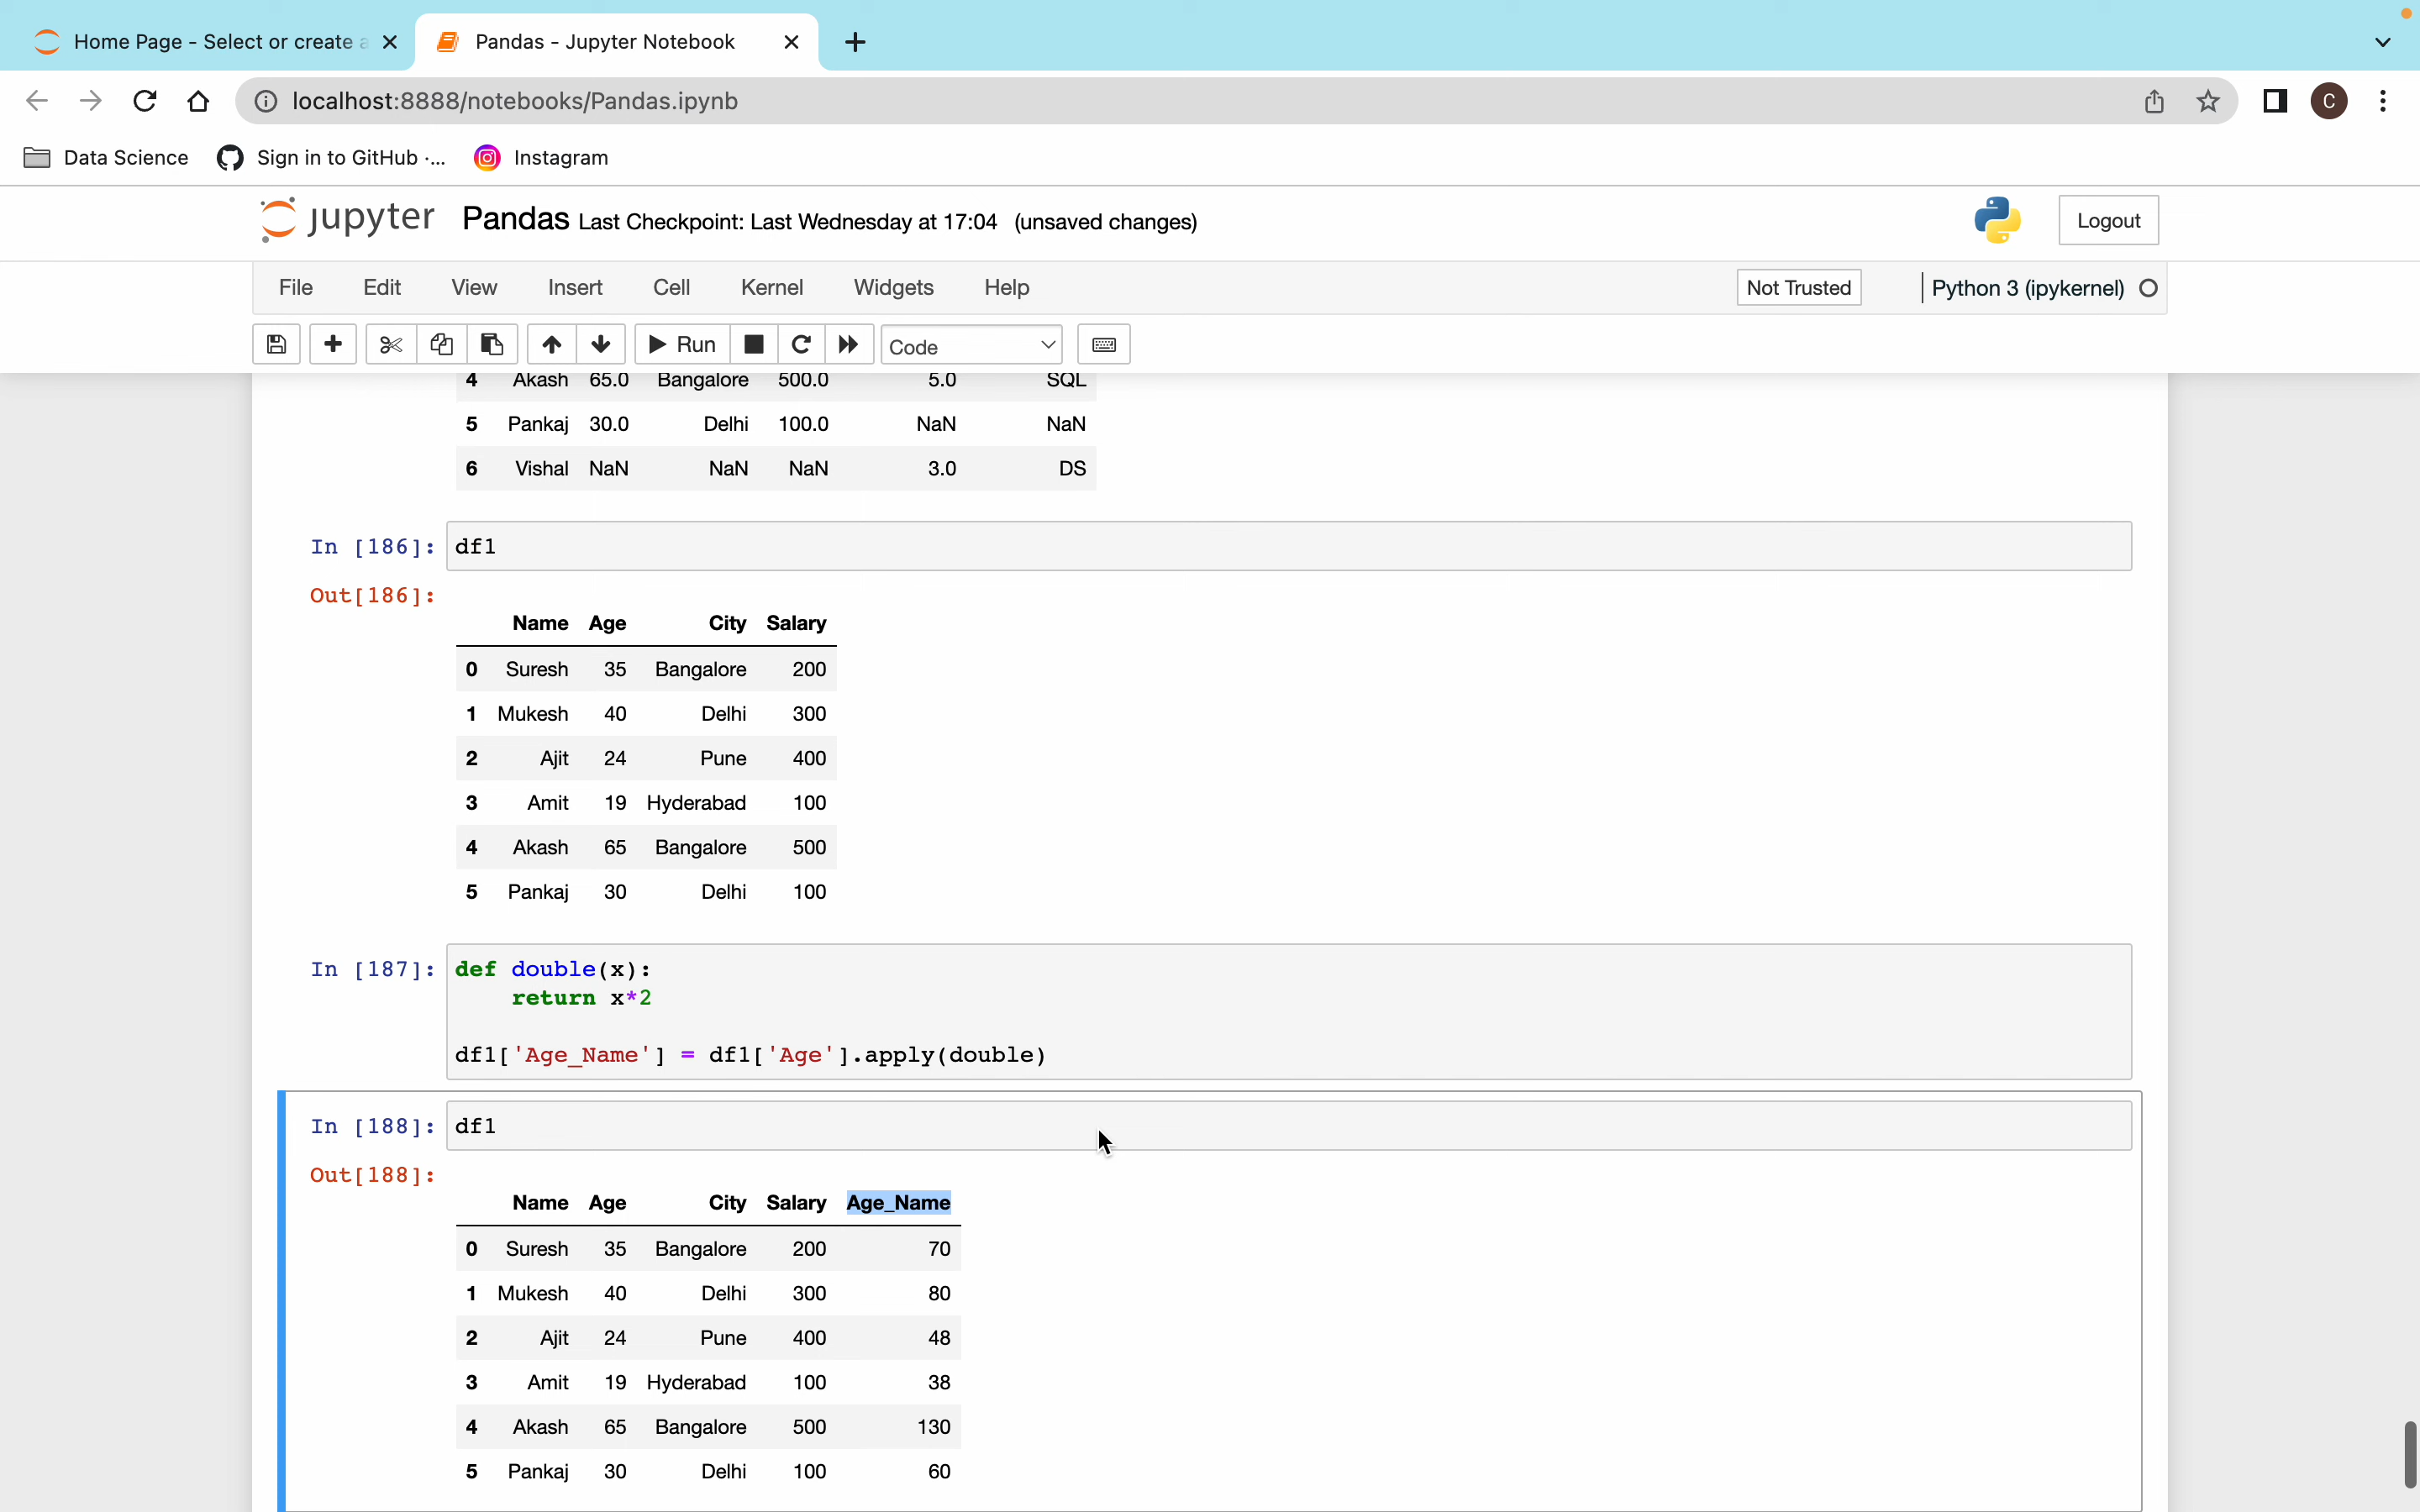 Home Page - Select or create a
Pandas - Jupyter Notebook
localhost:8888/notebooks/Pandas.ipynb
C
Data Science
Sign in to GitHub ·...
Instagram
jupyter Pandas Last Checkpoint: Last Wednesday at 17:04 (unsaved changes)
Logout
File Edit View Insert Cell Kernel Widgets Help
Not Trusted
Python 3 (ipykernel)
Run
Code
4 Akash 65.0 Bangalore 500.0 5.0 SQL
5 Pankaj 30.0 Delhi 100.0 NaN NaN
6 Vishal NaN NaN NaN 3.0 DS
In [186]: df1
Out[186]:
Name Age City Salary
0 Suresh 35 Bangalore 200
1 Mukesh 40 Delhi 300
2 Ajit 24 Pune 400
3 Amit 19 Hyderabad 100
4 Akash 65 Bangalore 500
5 Pankaj 30 Delhi 100
In [187]: def double(x):
return x*2
df1['Age_Name'] = df1['Age'].apply(double)
In [188]: df1
Out[188]:
Name Age City Salary Age_Name
0 Suresh 35 Bangalore 200 70
1 Mukesh 40 Delhi 300 80
2 Ajit 24 Pune 400 48
3 Amit 19 Hyderabad 100 38
4 Akash 65 Bangalore 500 130
5 Pankaj 30 Delhi 100 60